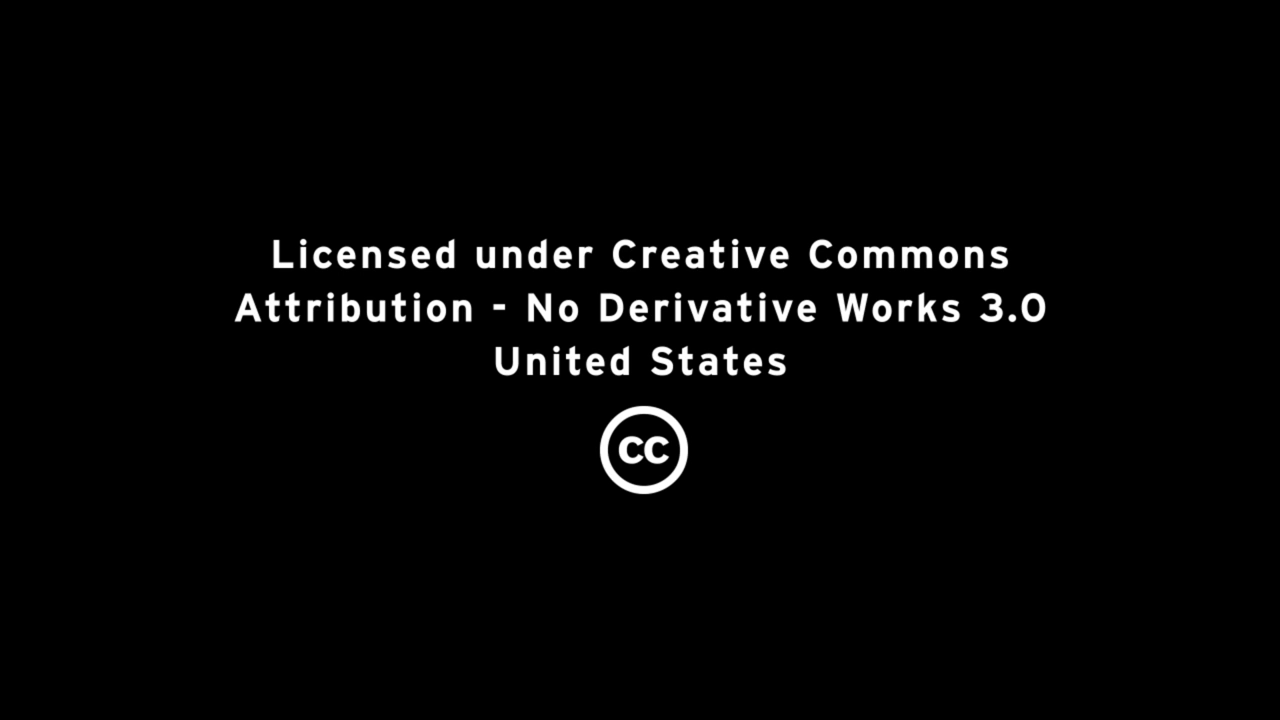 Licensed under Creative Commons
Attribution - No Derivative Works 3.0
United States
cc